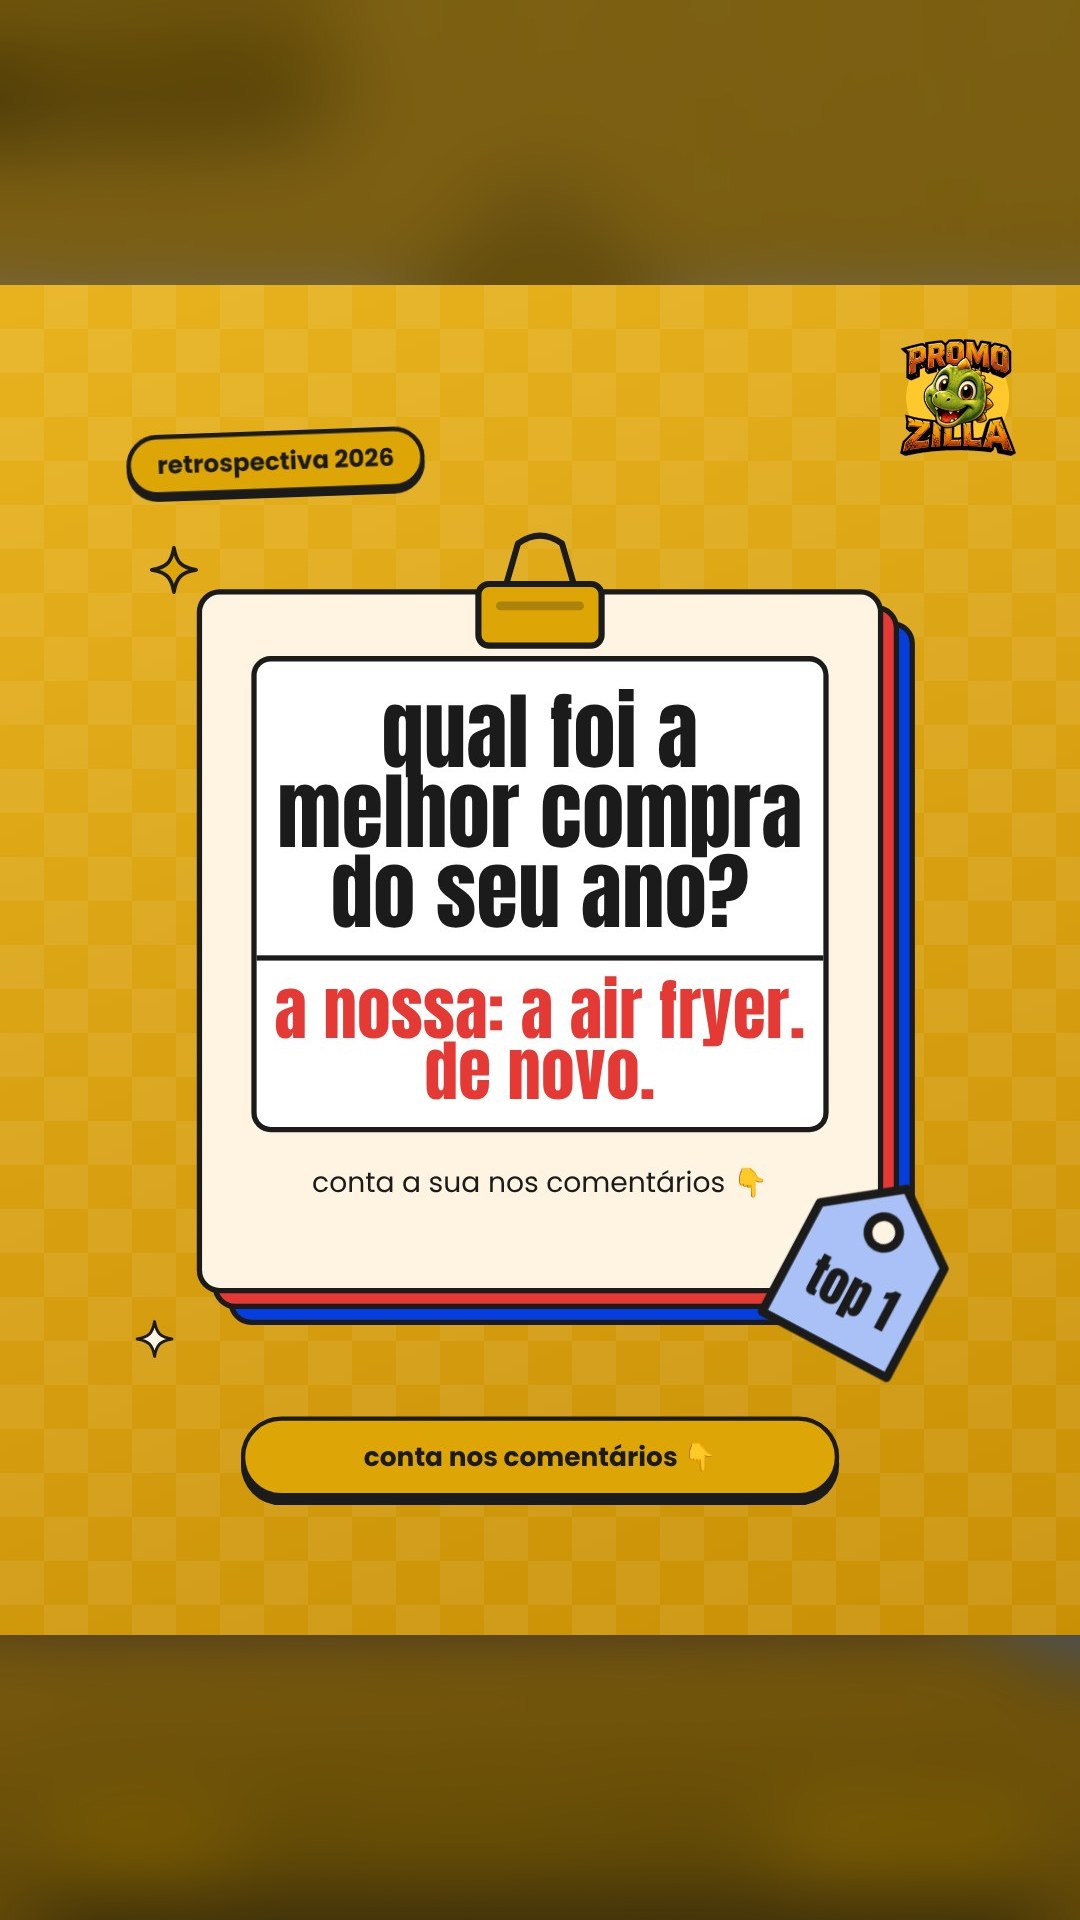 PROMO
ZILLA
retrospectiva 2026
qual foi a
melhor compra
do seu ano?
a nossa: a air fryer.
de novo.
conta a sua nos comentários 👇
top 1
conta nos comentários 👇